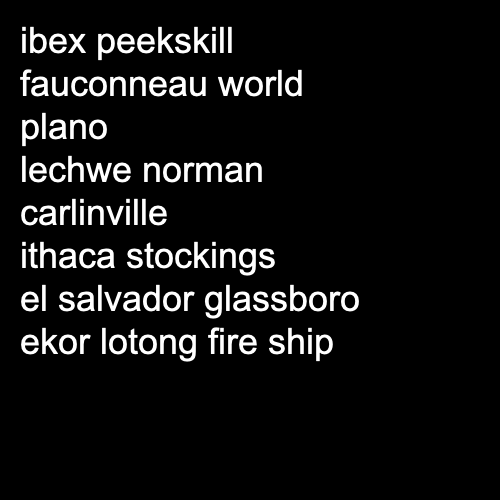 ibex peekskill
fauconneau world
plano
lechwe norman
carlinville
ithaca stockings
el salvador glassboro
ekor lotong fire ship